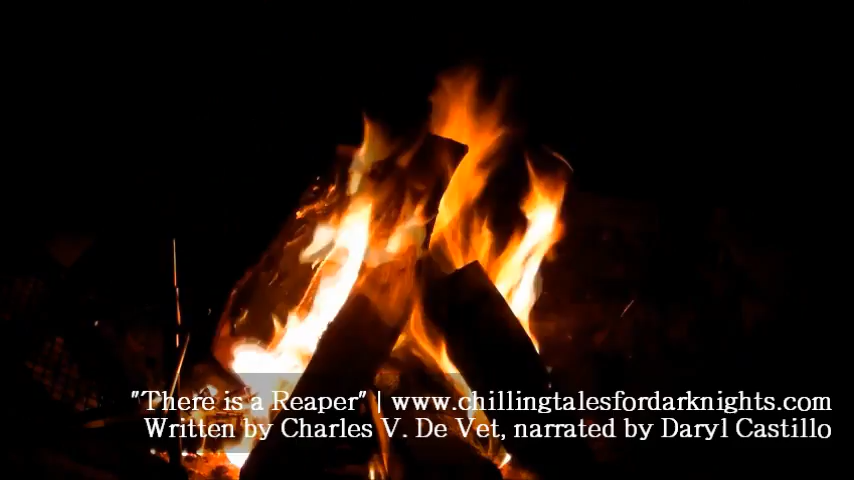 "There is a Reaper" | www.chillingtalesfordarknights.com
Written by Charles V. De Vet, narrated by Daryl Castillo